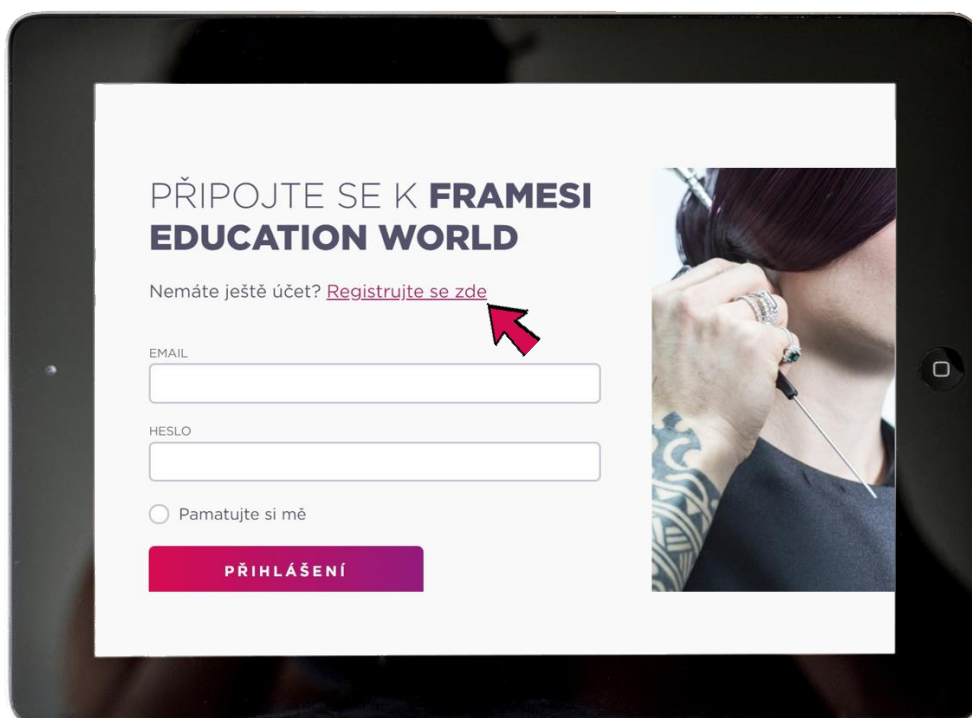 PŘIPOJTE SE K FRAMESI
EDUCATION WORLD
Nemáte ještě účet? Registrujte se zde
EMAIL
HESLO
Pamatujte si mě
PŘIHLÁŠENÍ